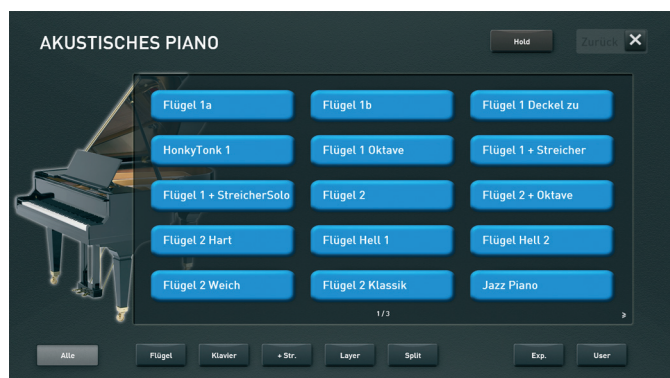 AKUSTISCHES PIANO
Hold
Zurück
Flügel 1a
Flügel 1b
Flügel 1 Deckel zu
HonkyTonk 1
Flügel 1 Oktave
Flügel 1 + Streicher
Flügel 1 + StreicherSolo
Flügel 2
Flügel 2 + Oktave
Flügel 2 Hart
Flügel Hell 1
Flügel Hell 2
Flügel 2 Weich
Flügel 2 Klassik
Jazz Piano
1/3
Alle
Flügel
Klavier
+ Str.
Layer
Split
Exp.
User